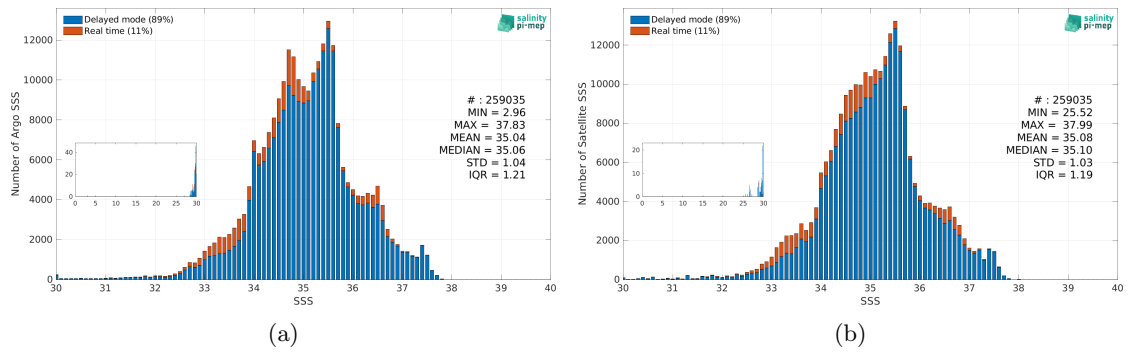 Delayed mode (89%)
Real time (11%)
salinity
pi-mep
12000
10000
8000
6000
4000
2000
0
Number of Argo SSS
# : 259035
MIN = 2.96
MAX = 37.83
MEAN = 35.04
MEDIAN = 35.06
STD = 1.04
IQR = 1.21
40
20
0
0 5 10 15 20 25 30
30 31 32 33 34 35 36 37 38 39 40
SSS
(a)
Delayed mode (89%)
Real time (11%)
salinity
pi-mep
12000
10000
8000
6000
4000
2000
0
Number of Satellite SSS
# : 259035
MIN = 25.52
MAX = 37.99
MEAN = 35.08
MEDIAN = 35.10
STD = 1.03
IQR = 1.19
20
10
0
0 5 10 15 20 25 30
30 31 32 33 34 35 36 37 38 39 40
SSS
(b)